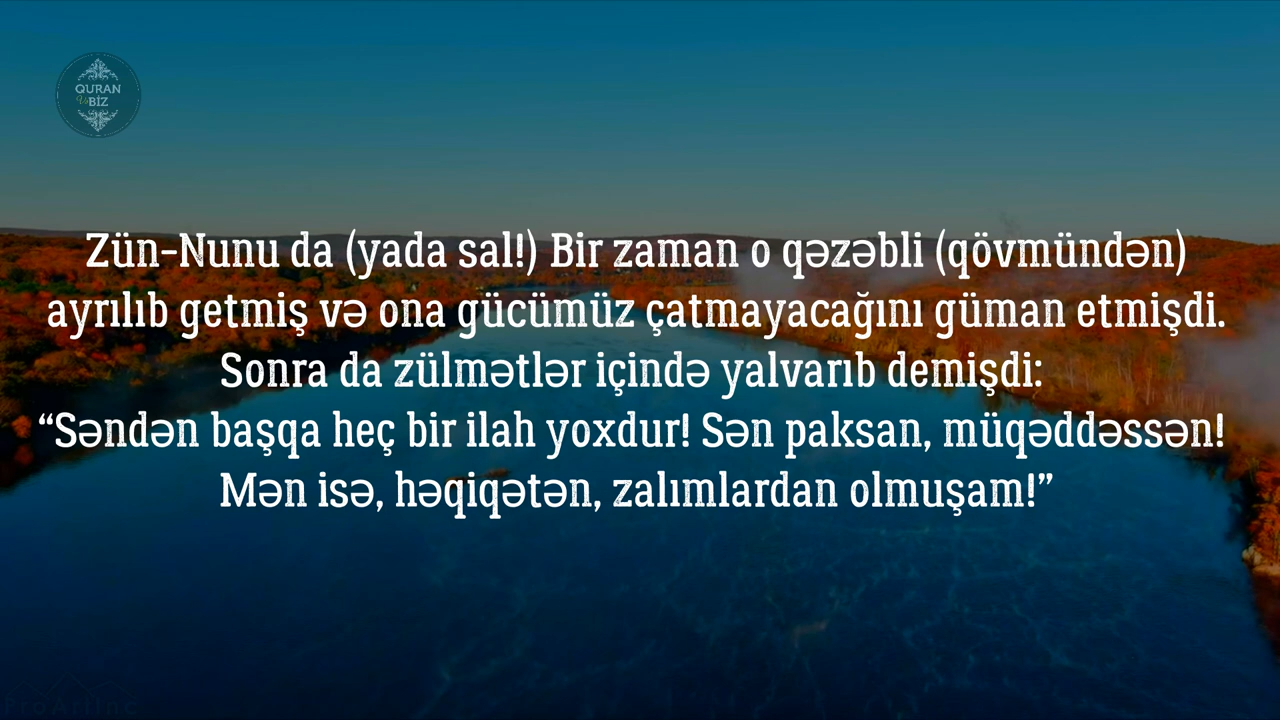 QURAN
Və BİZ
Zün-Nunu da (yada sal!) Bir zaman o qəzəbli (qövmündən)
ayrılıb getmiş və ona gücümüz çatmayacağını güman etmişdi.
Sonra da zülmətlər içində yalvarıb demişdi:
“Səndən başqa heç bir ilah yoxdur! Sən paksan, müqəddəssən!
Mən isə, həqiqətən, zalımlardan olmuşam!”
ProArtInc